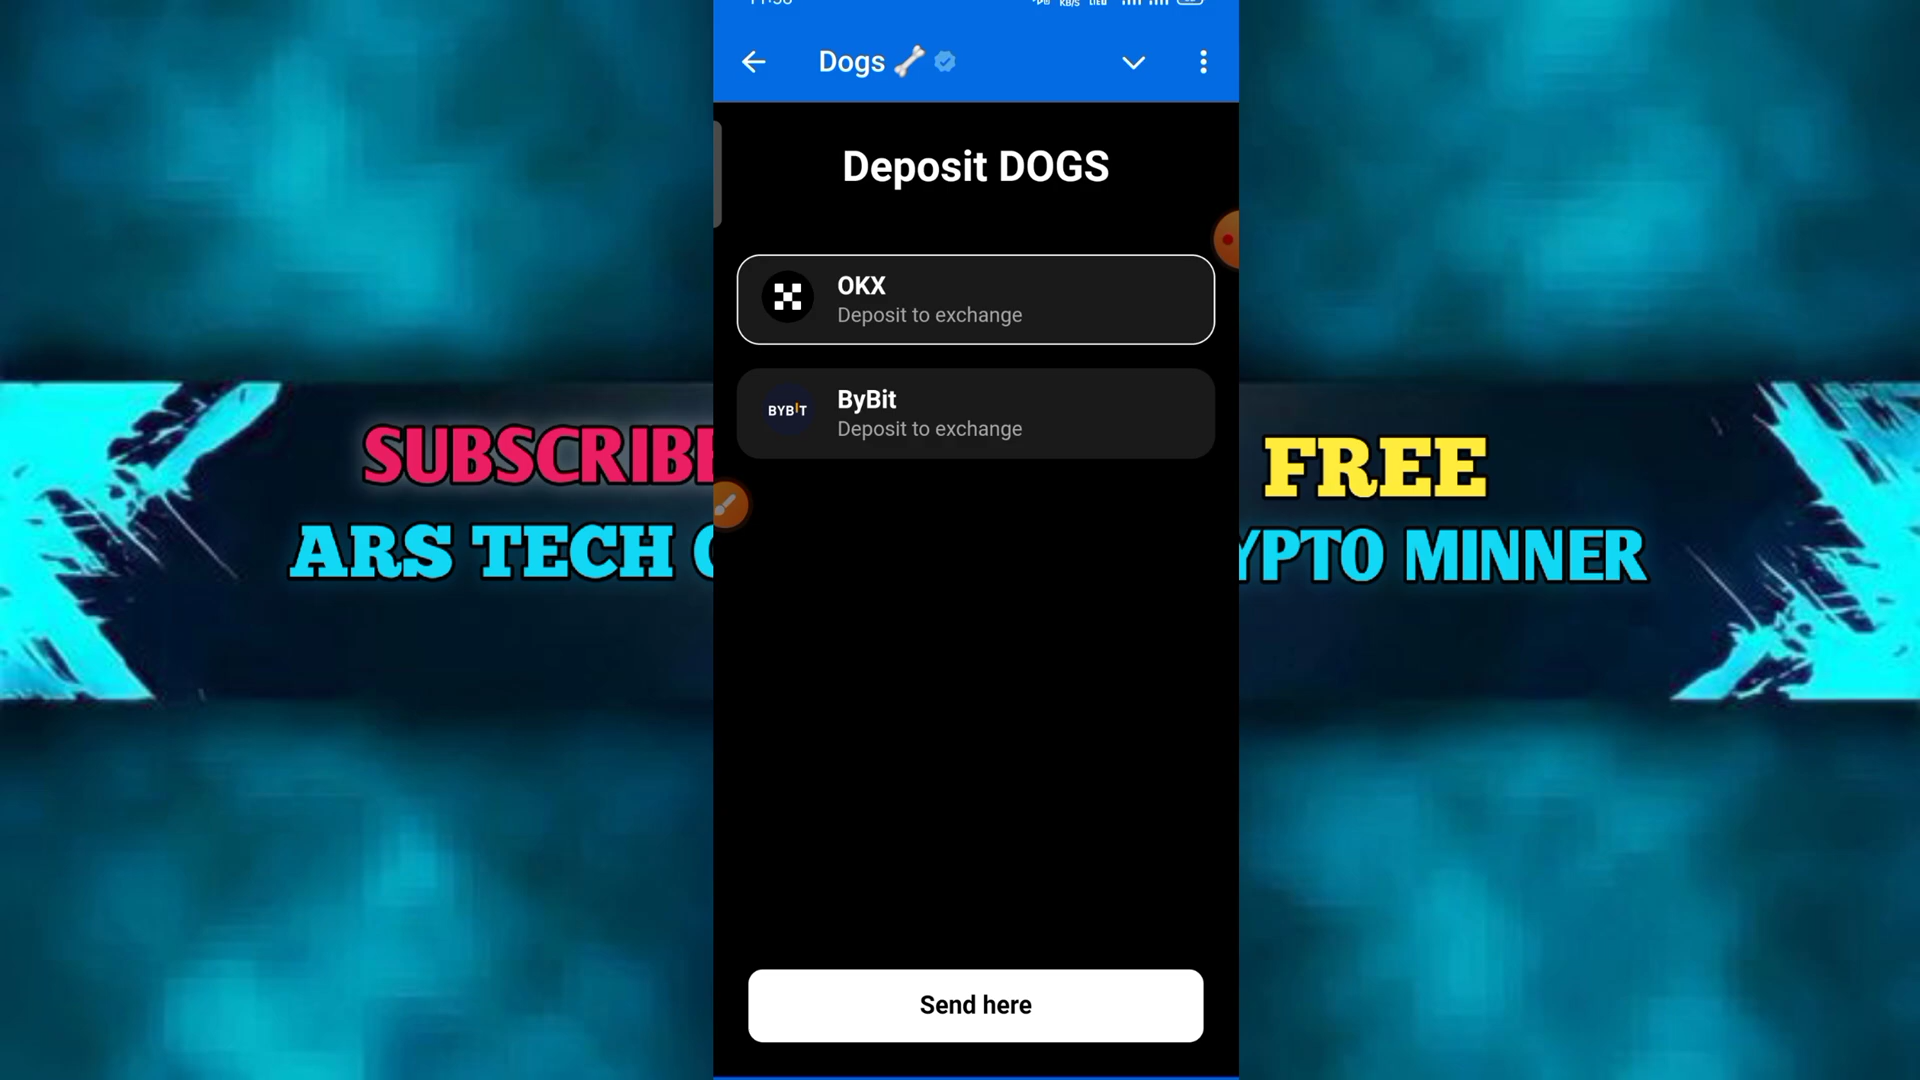 Dogs
Deposit DOGS
OKX
Deposit to exchange
BYBIT
ByBit
Deposit to exchange
SUBSCRIBE
ARS TECH
FREE
YPTO MINNER
Send here